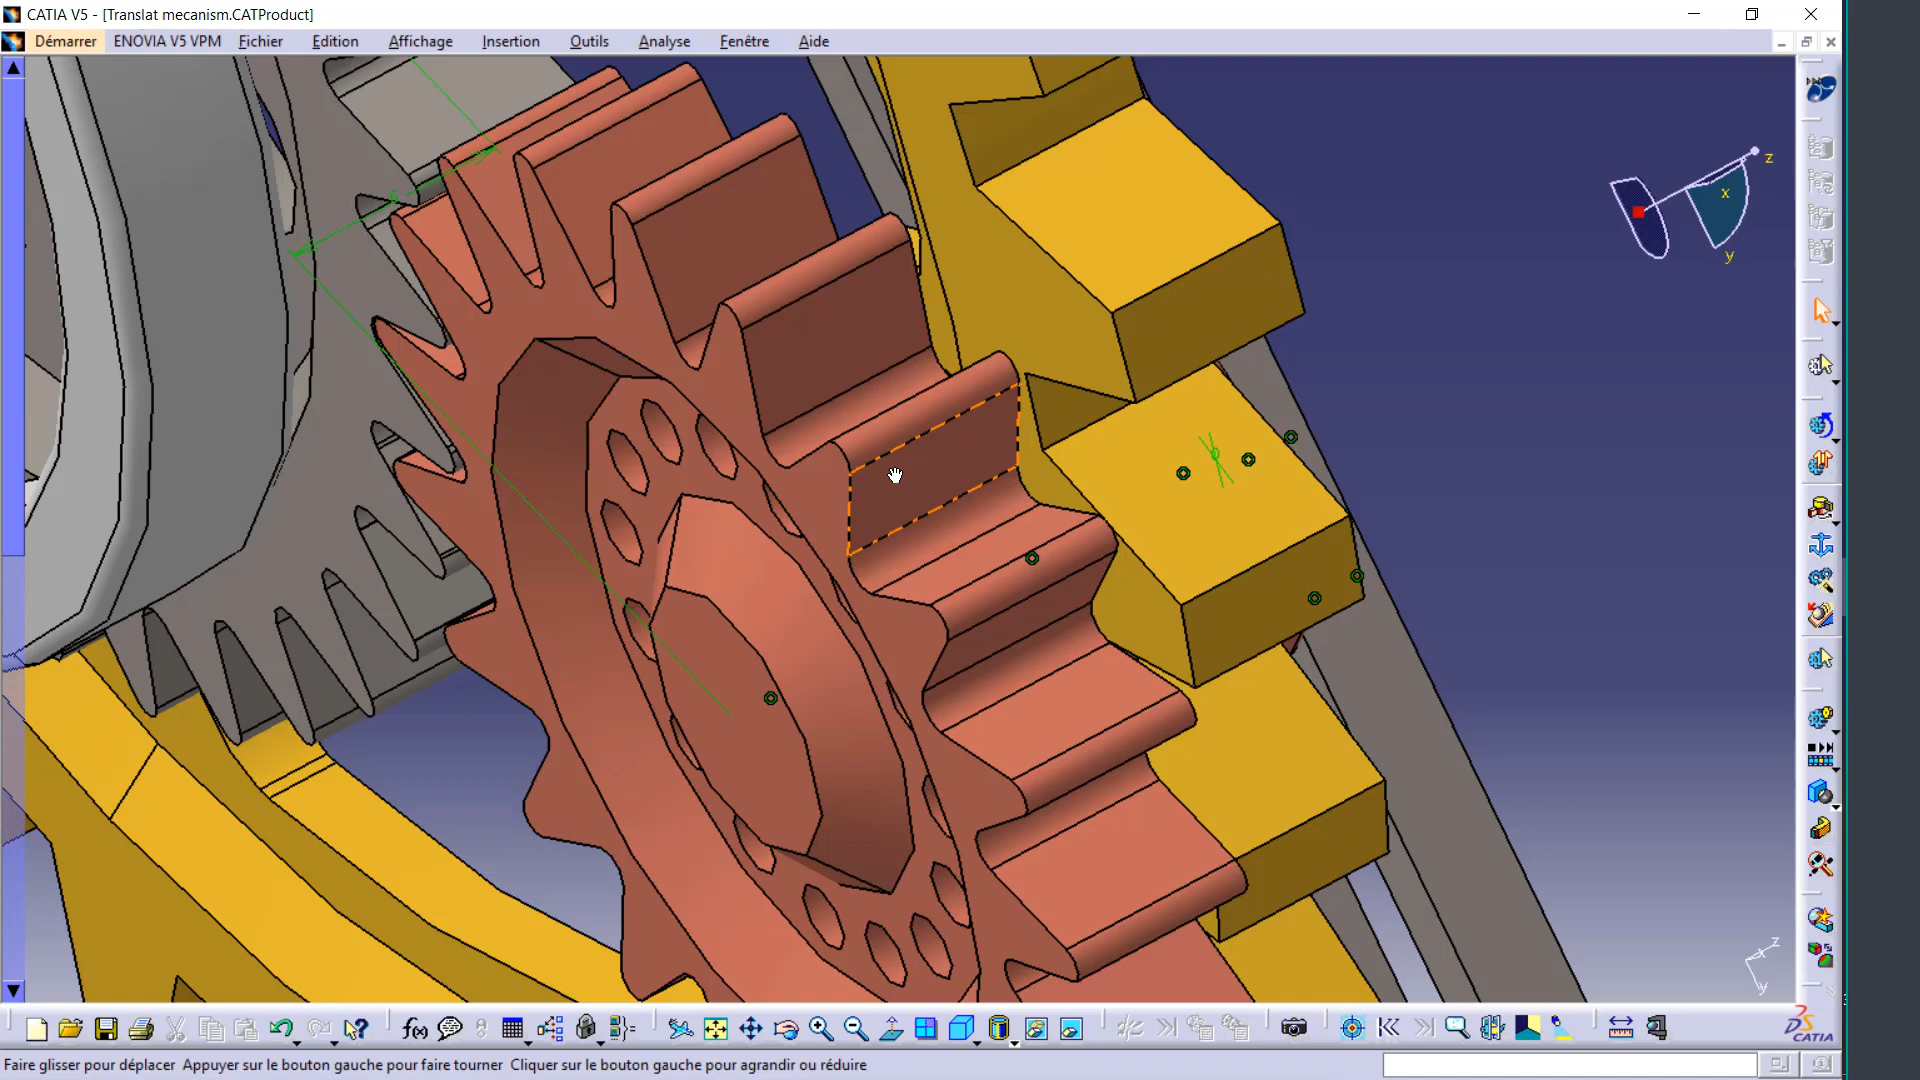 CATIA V5 - [Translat mecanism.CATProduct]
Démarrer ENOVIA V5 VPM Fichier Edition Affichage Insertion Outils Analyse Fenêtre Aide
z
x
y
z
y
f(x)
CATIA
Faire glisser pour déplacer Appuyer sur le bouton gauche pour faire tourner Cliquer sur le bouton gauche pour agrandir ou réduire